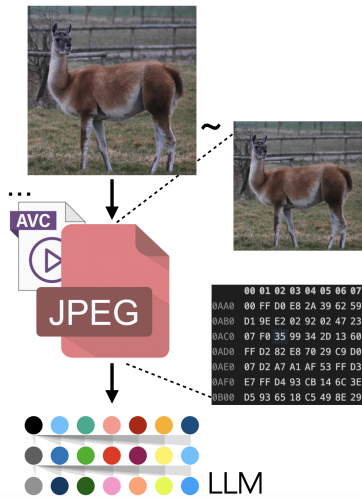 ~
...
AVC
JPEG
00 01 02 03 04 05 06 07
0AA0 00 FF D0 E8 2A 39 62 59
0AB0 D1 9E E2 02 92 02 47 23
0AC0 07 F0 35 99 34 2D 13 60
0AD0 FF D2 82 E8 70 29 C9 D0
0AE0 07 D2 A7 A1 AF 53 FF D3
0AF0 E7 FF D4 93 CB 14 6C 3E
0B00 D5 93 65 18 C5 49 8E 29
LLM